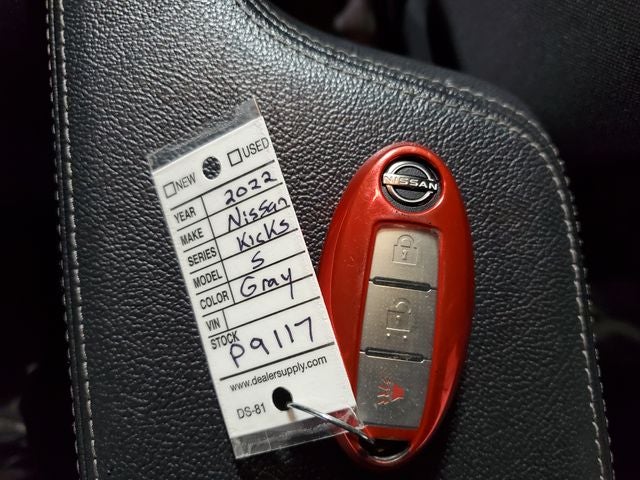 ☐ NEW ☐ USED
YEAR 2022
MAKE Nissan
SERIES Kicks
MODEL S
COLOR Gray
VIN
STOCK P9117
www.dealersupply.com
DS-81
NISSAN